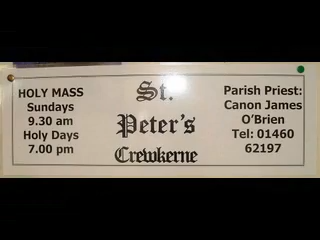 HOLY MASS
Sundays
9.30 am
Holy Days
7.00 pm
St.
Peter's
Crewkerne
Parish Priest:
Canon James
O'Brien
Tel: 01460
62197